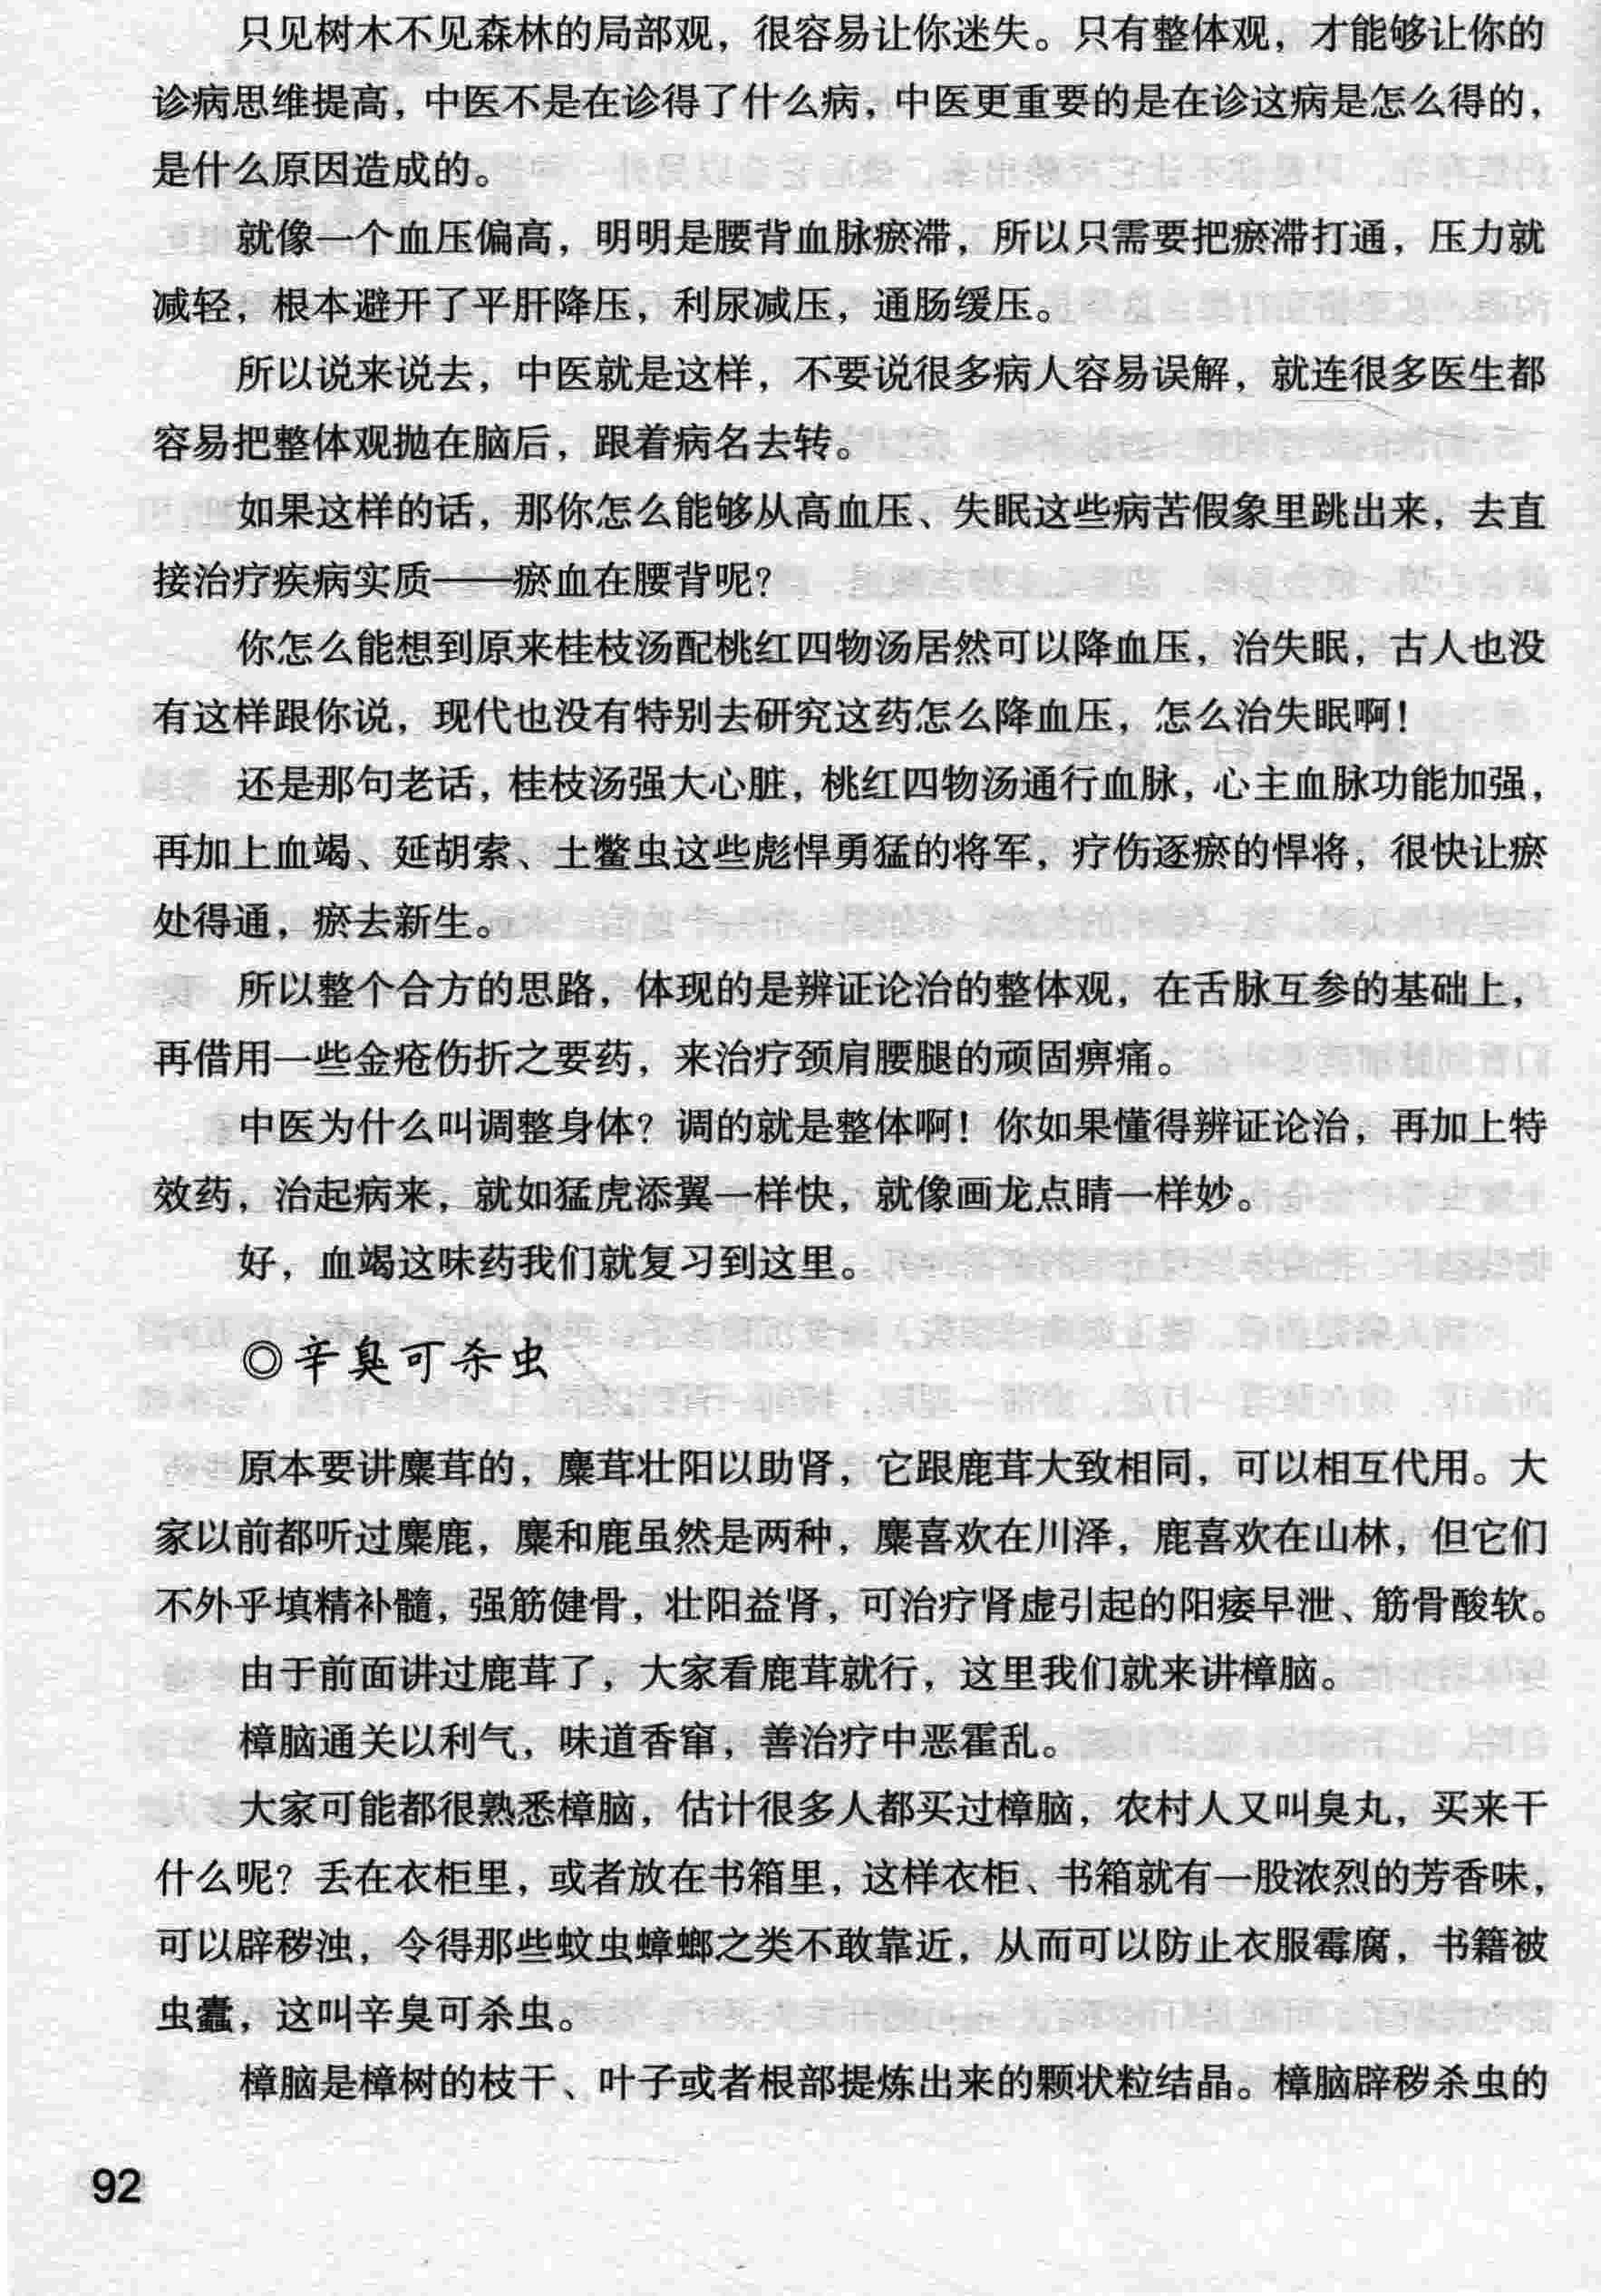 只见树木不见森林的局部观，很容易让你迷失。只有整体观，才能够让你的
诊病思维提高，中医不是在诊得了什么病，中医更重要的是在诊这病是怎么得的，
是什么原因造成的。
就像一个血压偏高，明明是腰背血脉瘀滞，所以只需要把瘀滞打通，压力就
减轻，根本避开了平肝降压，利尿减压，通肠缓压。
所以说来说去，中医就是这样，不要说很多病人容易误解，就连很多医生都
容易把整体观抛在脑后，跟着病名去转。
如果这样的话，那你怎么能够从高血压、失眠这些病苦假象里跳出来，去直
接治疗疾病实质——瘀血在腰背呢？
你怎么能想到原来桂枝汤配桃红四物汤居然可以降血压，治失眠，古人也没
有这样跟你说，现代也没有特别去研究这药怎么降血压，怎么治失眠啊！
还是那句老话，桂枝汤强大心脏，桃红四物汤通行血脉，心主血脉功能加强，
再加上血竭、延胡索、土鳖虫这些彪悍勇猛的将军，疗伤逐瘀的悍将，很快让瘀
处得通，瘀去新生。
所以整个合方的思路，体现的是辨证论治的整体观，在舌脉互参的基础上，
再借用一些金疮伤折之要药，来治疗颈肩腰腿的顽固痹痛。
中医为什么叫调整身体？调的就是整体啊！你如果懂得辨证论治，再加上特
效药，治起病来，就如猛虎添翼一样快，就像画龙点睛一样妙。
好，血竭这味药我们就复习到这里。
◎辛臭可杀虫
原本要讲麋茸的，麋茸壮阳以助肾，它跟鹿茸大致相同，可以相互代用。大
家以前都听过麋鹿，麋和鹿虽然是两种，麋喜欢在川泽，鹿喜欢在山林，但它们
不外乎填精补髓，强筋健骨，壮阳益肾，可治疗肾虚引起的阳痿早泄、筋骨酸软。
由于前面讲过鹿茸了，大家看鹿茸就行，这里我们就来讲樟脑。
樟脑通关以利气，味道香窜，善治疗中恶霍乱。
大家可能都很熟悉樟脑，估计很多人都买过樟脑，农村人又叫臭丸，买来干
什么呢？丢在衣柜里，或者放在书箱里，这样衣柜、书箱就有一股浓烈的芳香味，
可以辟秽浊，令得那些蚊虫蟑螂之类不敢靠近，从而可以防止衣服霉腐，书籍被
虫蠹，这叫辛臭可杀虫。
樟脑是樟树的枝干、叶子或者根部提炼出来的颗状粒结晶。樟脑辟秽杀虫的
92